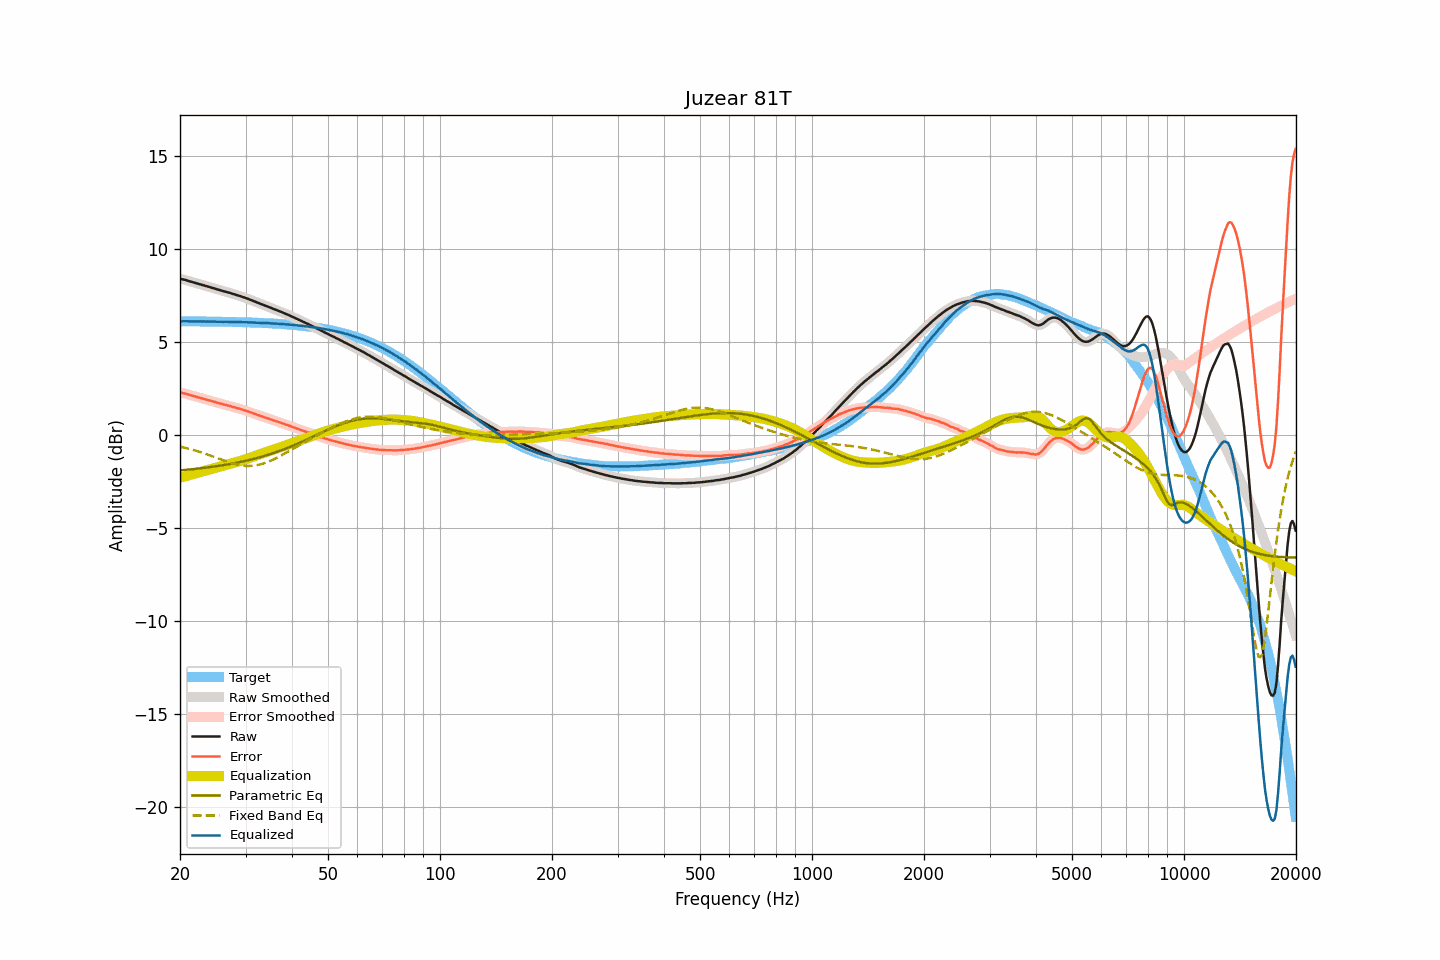 Juzear 81T
15
10
5
0
−5
−10
−15
−20
Amplitude (dBr)
Target
Raw Smoothed
Error Smoothed
Raw
Error
Equalization
Parametric Eq
Fixed Band Eq
Equalized
20 50 100 200 500 1000 2000 5000 10000 20000
Frequency (Hz)